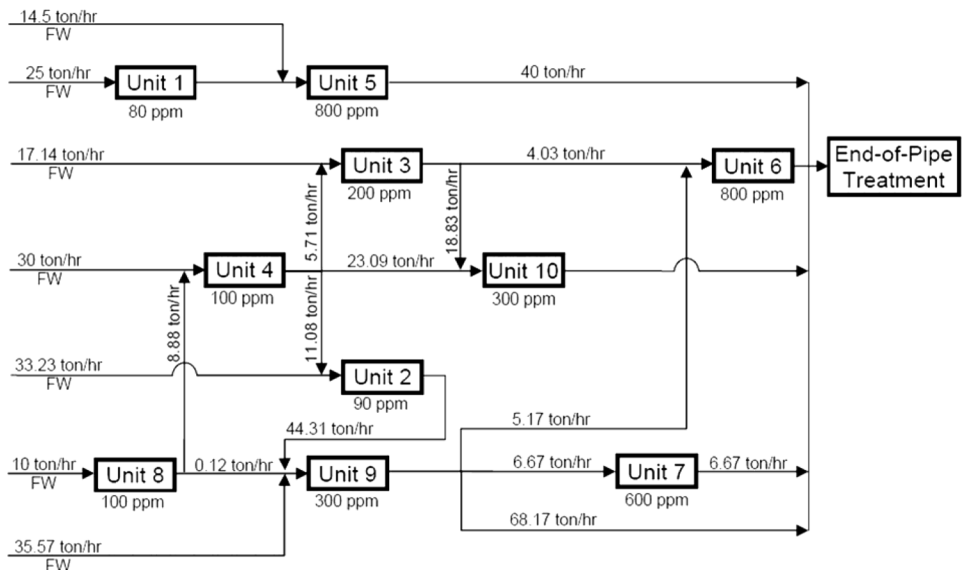 14.5 ton/hr
FW
25 ton/hr
FW
Unit 1
80 ppm
Unit 5
800 ppm
40 ton/hr
17.14 ton/hr
FW
5.71 ton/hr
Unit 3
200 ppm
18.83 ton/hr
4.03 ton/hr
Unit 6
800 ppm
End-of-Pipe
Treatment
30 ton/hr
FW
8.88 ton/hr
Unit 4
100 ppm
23.09 ton/hr
Unit 10
300 ppm
11.08 ton/hr
33.23 ton/hr
FW
Unit 2
90 ppm
44.31 ton/hr
5.17 ton/hr
10 ton/hr
FW
Unit 8
100 ppm
0.12 ton/hr
Unit 9
300 ppm
6.67 ton/hr
Unit 7
600 ppm
6.67 ton/hr
68.17 ton/hr
35.57 ton/hr
FW